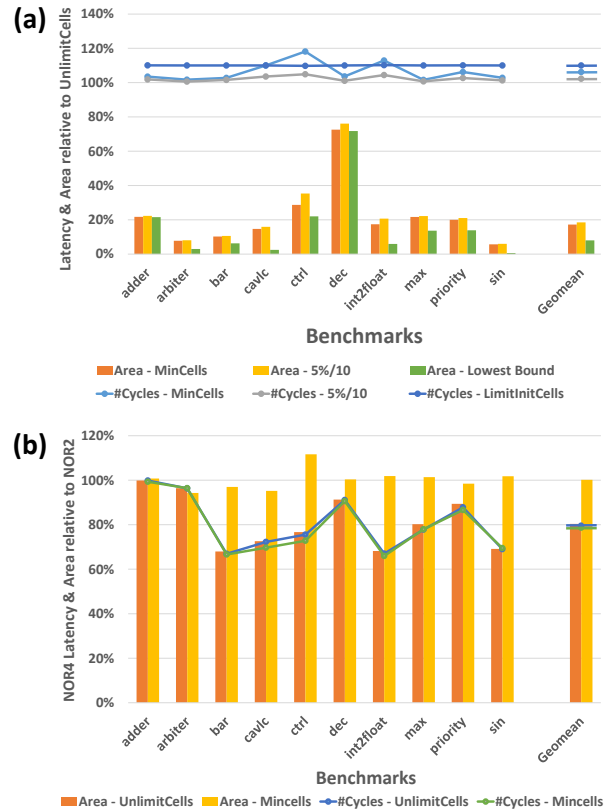 (a)
Latency & Area relative to UnlimitCells
140%
120%
100%
80%
60%
40%
20%
0%
adder
arbiter
bar
cavlc
ctrl
dec
int2float
max
priority
sin
Geomean
Benchmarks
Area - MinCells
Area - 5%/10
Area - Lowest Bound
#Cycles - MinCells
#Cycles - 5%/10
#Cycles - LimitInitCells
(b)
NOR4 Latency & Area relative to NOR2
120%
100%
80%
60%
40%
20%
0%
adder
arbiter
bar
cavlc
ctrl
dec
int2float
max
priority
sin
Geomean
Benchmarks
Area - UnlimitCells
Area - Mincells
#Cycles - UnlimitCells
#Cycles - Mincells